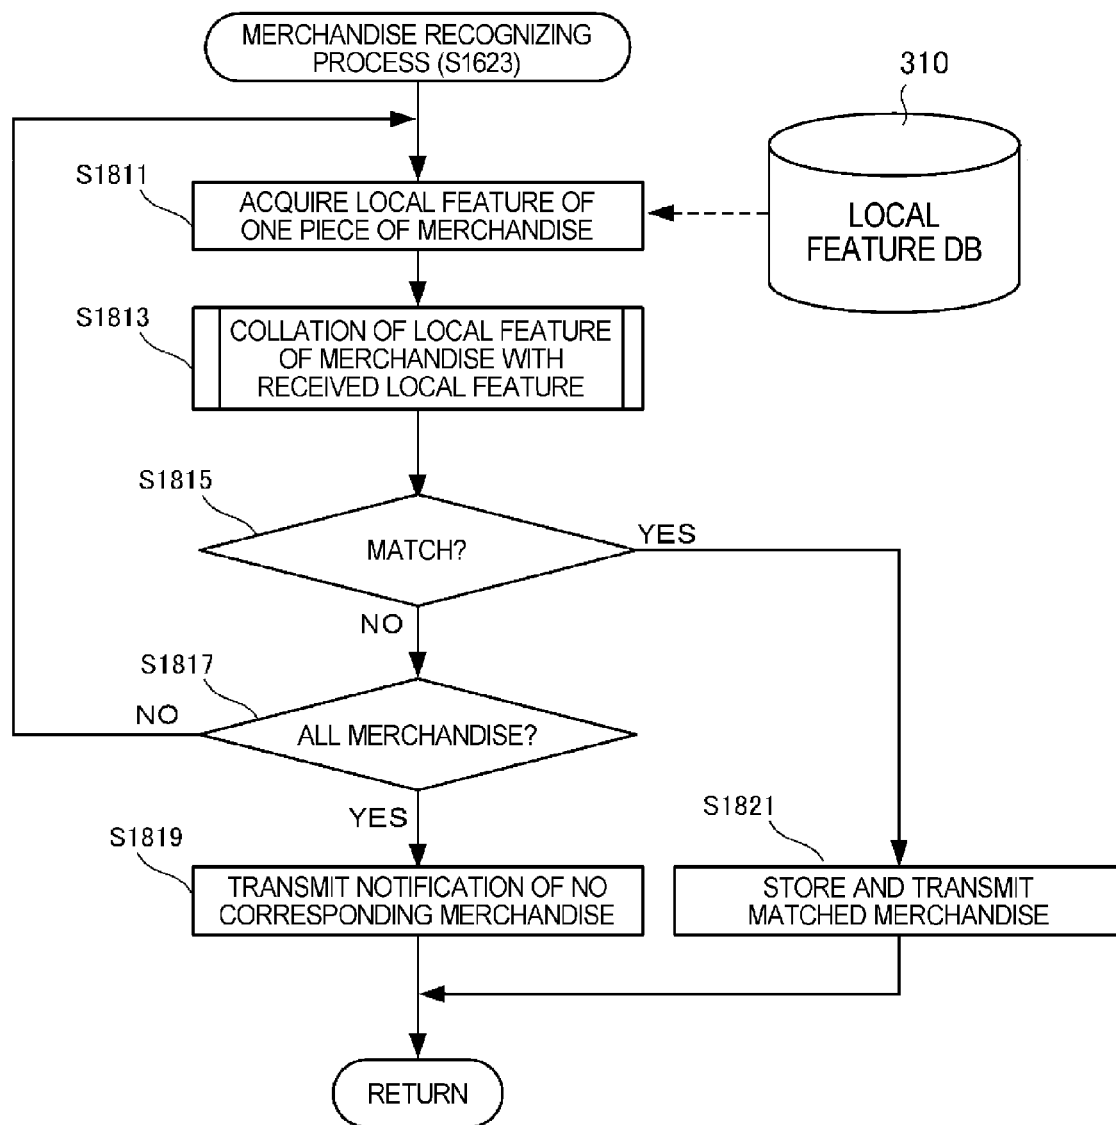 MERCHANDISE RECOGNIZING
PROCESS (S1623)
310
S1811
ACQUIRE LOCAL FEATURE OF
ONE PIECE OF MERCHANDISE
LOCAL
FEATURE DB
S1813
COLLATION OF LOCAL FEATURE
OF MERCHANDISE WITH
RECEIVED LOCAL FEATURE
S1815
MATCH?
YES
NO
S1817
ALL MERCHANDISE?
NO
YES
S1819
TRANSMIT NOTIFICATION OF NO
CORRESPONDING MERCHANDISE
S1821
STORE AND TRANSMIT
MATCHED MERCHANDISE
RETURN